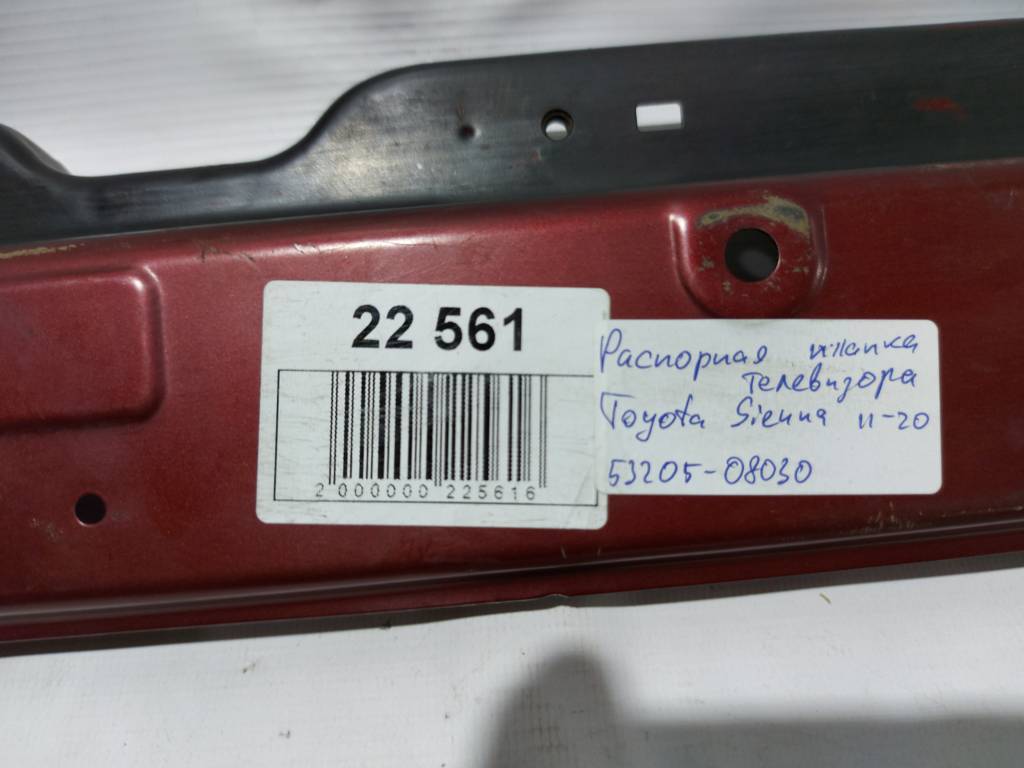 22 561
2 000000 225616
Распорная планка
телевизора
Toyota Sienna 11-20
53205-08030